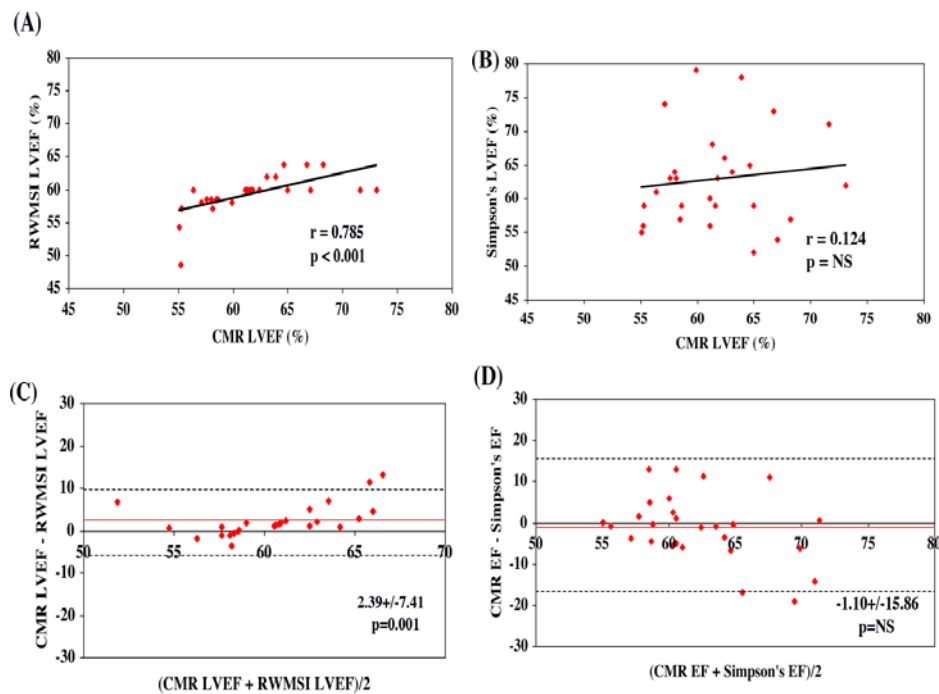 (A)
RWMSI LVEF (%)
80
75
70
65
60
55
50
45
r = 0.785
p < 0.001
45 50 55 60 65 70 75 80
CMR LVEF (%)
(B)
Simpson's LVEF (%)
80
75
70
65
60
55
50
45
r = 0.124
p = NS
45 50 55 60 65 70 75 80
CMR LVEF (%)
(C)
CMR LVEF - RWMSI LVEF
30
20
10
0
50 55 60 65 70
-10
-20
-30
2.39+/-7.41
p=0.001
(CMR LVEF + RWMSI LVEF)/2
(D)
CMR EF - Simpson's EF
30
20
10
0
50 55 60 65 70 75 80
-10
-20
-30
-1.10+/-15.86
p=NS
(CMR EF + Simpson's EF)/2